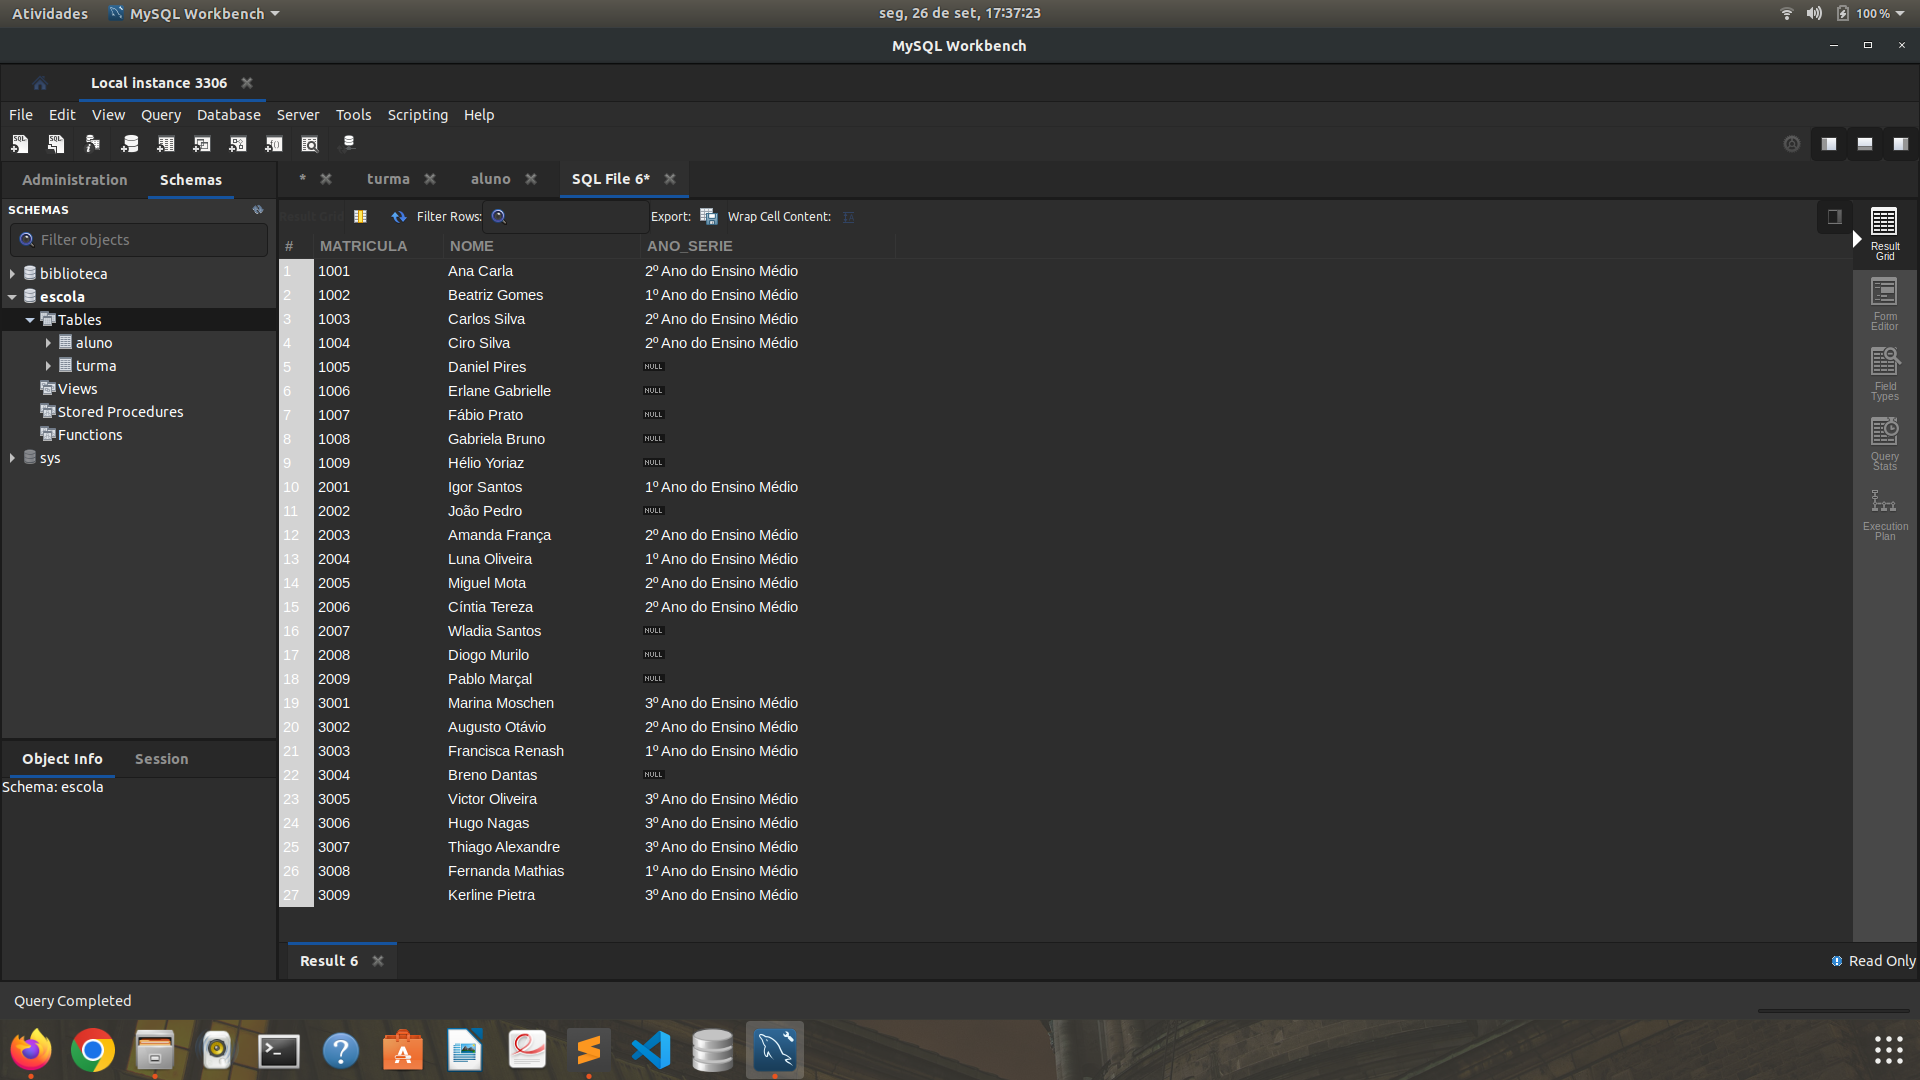 Atividades MySQL Workbench seg, 26 de set, 17:37:23 100 %
MySQL Workbench
Local instance 3306
File Edit View Query Database Server Tools Scripting Help
Administration Schemas
* turma aluno SQL File 6*
SCHEMAS
Filter objects
biblioteca
escola
Tables
aluno
turma
Views
Stored Procedures
Functions
sys
Object Info Session
Schema: escola
Result Grid Filter Rows: Export: Wrap Cell Content:
# MATRICULA NOME ANO_SERIE
1 1001 Ana Carla 2º Ano do Ensino Médio
2 1002 Beatriz Gomes 1º Ano do Ensino Médio
3 1003 Carlos Silva 2º Ano do Ensino Médio
4 1004 Ciro Silva 2º Ano do Ensino Médio
5 1005 Daniel Pires NULL
6 1006 Erlane Gabrielle NULL
7 1007 Fábio Prato NULL
8 1008 Gabriela Bruno NULL
9 1009 Hélio Yoriaz NULL
10 2001 Igor Santos 1º Ano do Ensino Médio
11 2002 João Pedro NULL
12 2003 Amanda França 2º Ano do Ensino Médio
13 2004 Luna Oliveira 1º Ano do Ensino Médio
14 2005 Miguel Mota 2º Ano do Ensino Médio
15 2006 Cíntia Tereza 2º Ano do Ensino Médio
16 2007 Wladia Santos NULL
17 2008 Diogo Murilo NULL
18 2009 Pablo Marçal NULL
19 3001 Marina Moschen 3º Ano do Ensino Médio
20 3002 Augusto Otávio 2º Ano do Ensino Médio
21 3003 Francisca Renash 1º Ano do Ensino Médio
22 3004 Breno Dantas NULL
23 3005 Victor Oliveira 3º Ano do Ensino Médio
24 3006 Hugo Nagas 3º Ano do Ensino Médio
25 3007 Thiago Alexandre 3º Ano do Ensino Médio
26 3008 Fernanda Mathias 1º Ano do Ensino Médio
27 3009 Kerline Pietra 3º Ano do Ensino Médio
Result
Grid
Form
Editor
Field
Types
Query
Stats
Execution
Plan
Result 6 Read Only
Query Completed